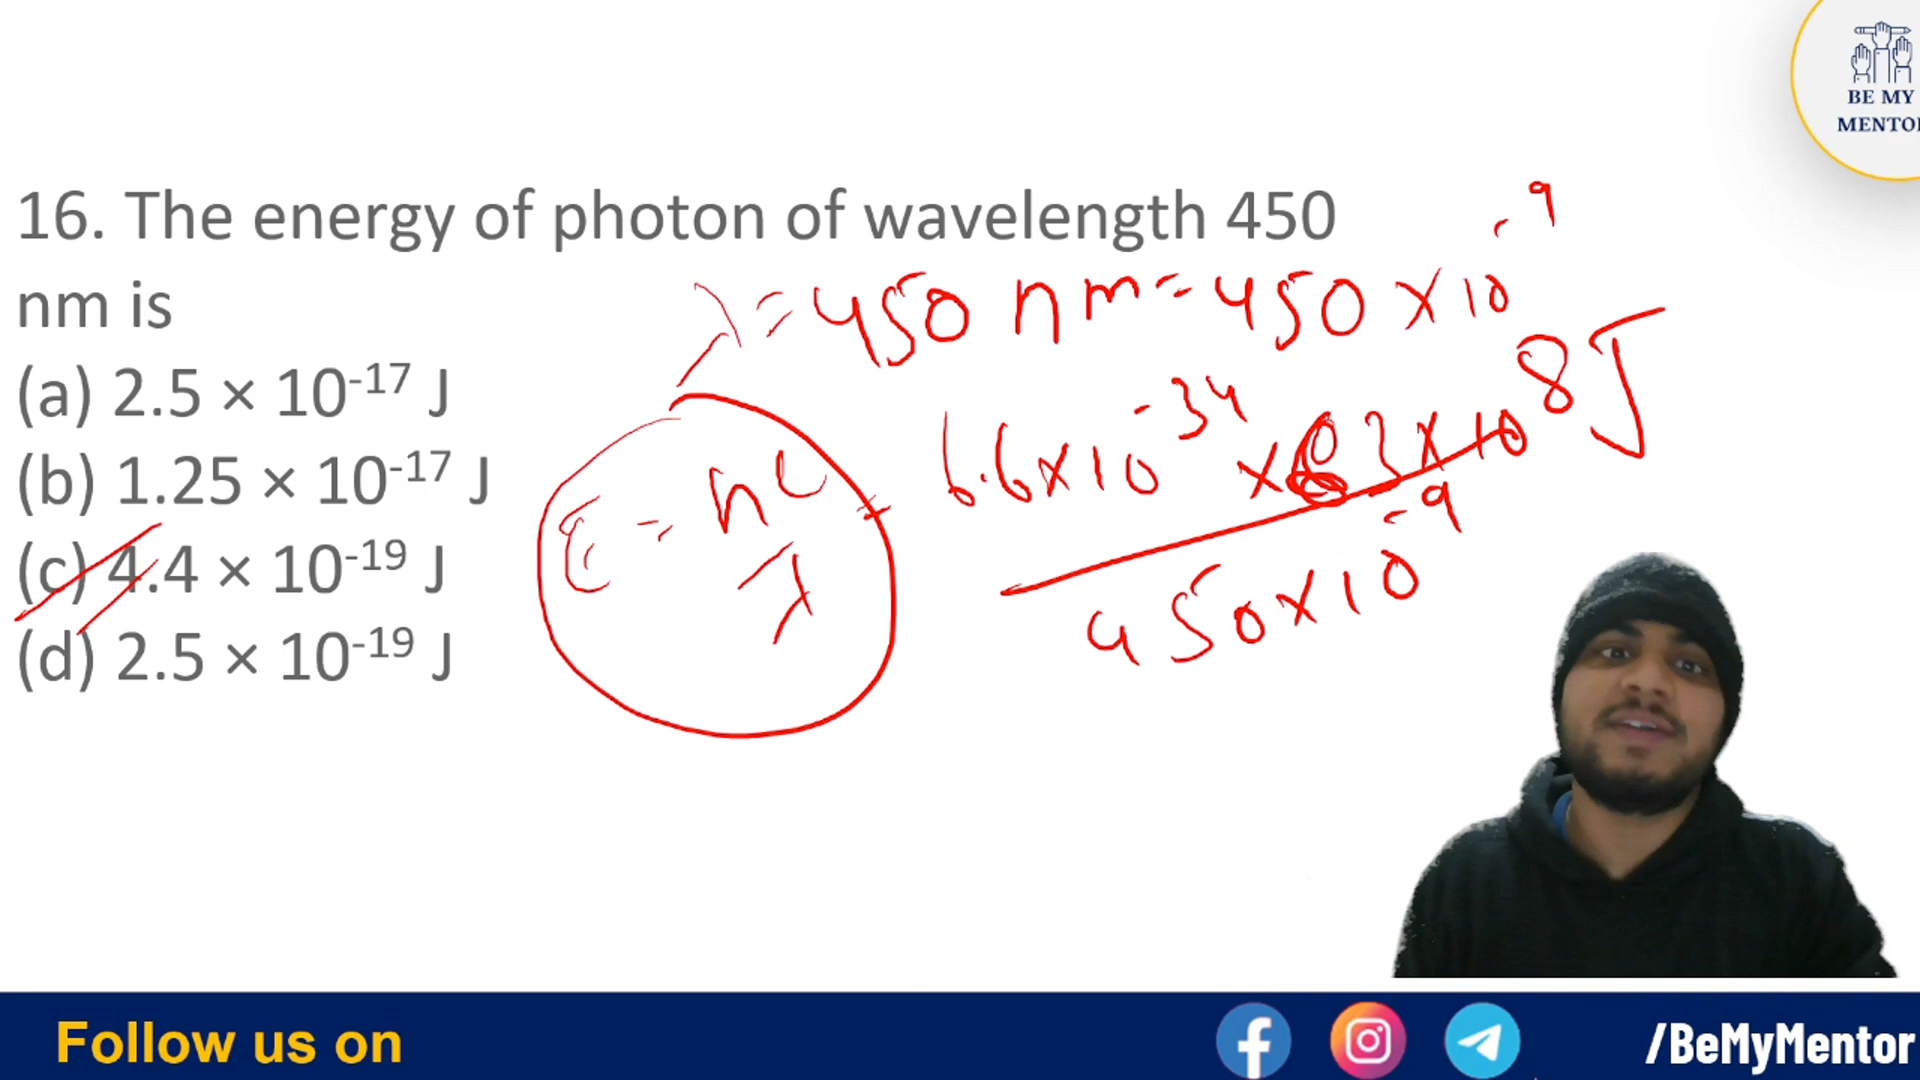 BE MY
MENTOR
16. The energy of photon of wavelength 450
nm is
λ = 450 nm = 450 × 10⁻⁹
(a) 2.5 × 10⁻¹⁷ J
(b) 1.25 × 10⁻¹⁷ J
(c) 4.4 × 10⁻¹⁹ J
(d) 2.5 × 10⁻¹⁹ J
E = hc/λ = 6.6×10⁻³⁴ × 3×10⁸ J
450×10⁻⁹
Follow us on
/BeMyMentor